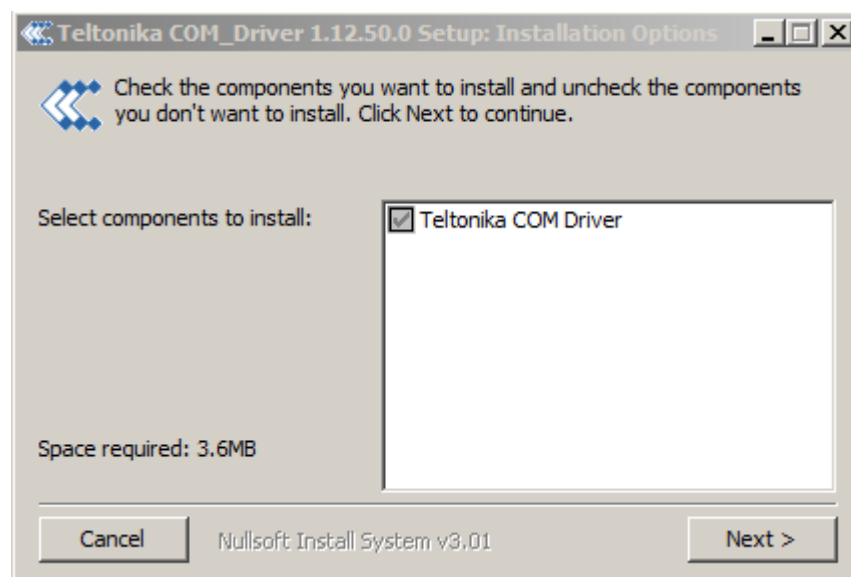 Teltonika COM_Driver 1.12.50.0 Setup: Installation Options
Check the components you want to install and uncheck the components
you don't want to install. Click Next to continue.
Select components to install:
Teltonika COM Driver
Space required: 3.6MB
Cancel
Nullsoft Install System v3.01
Next >